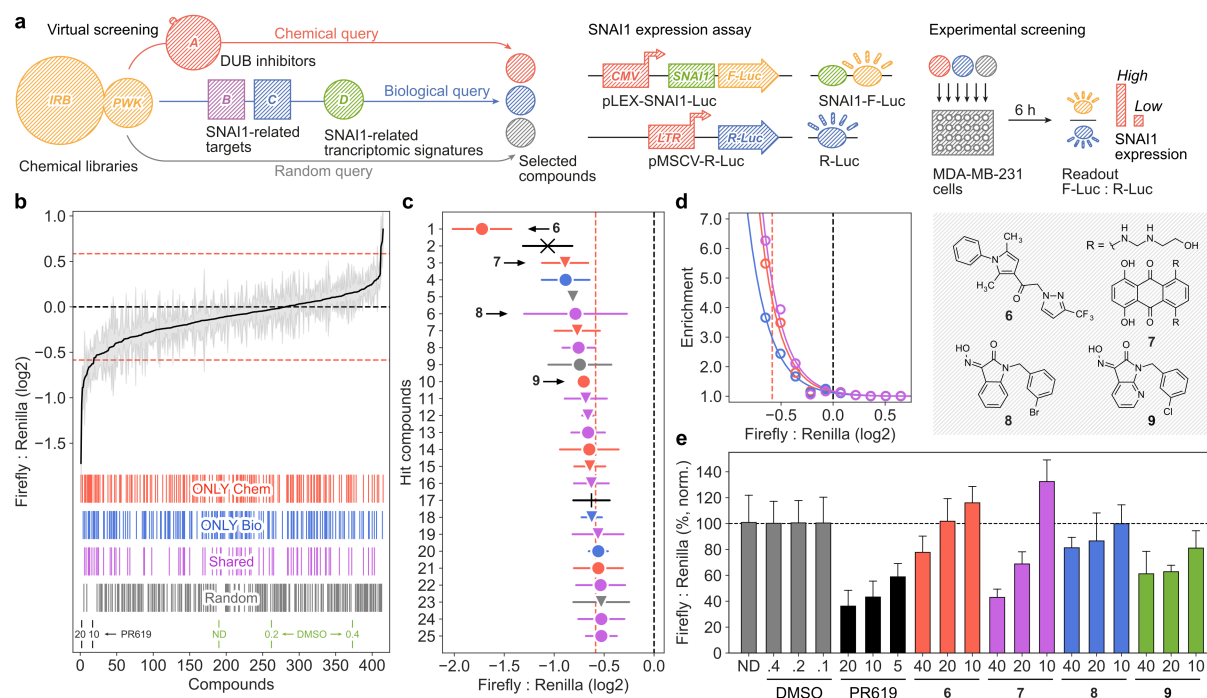 a
Virtual screening
Chemical query
SNAI1 expression assay
Experimental screening
A
DUB inhibitors
IRB
PWK
B
C
D
Biological query
SNAI1-related
targets
SNAI1-related
trancriptomic signatures
Chemical libraries
Random query
Selected
compounds
CMV
SNAI1
F-Luc
pLEX-SNAI1-Luc
SNAI1-F-Luc
LTR
R-Luc
pMSCV-R-Luc
R-Luc
6 h
High
Low
SNAI1
expression
MDA-MB-231
cells
Readout
F-Luc : R-Luc
b
Firefly : Renilla (log2)
1.0
0.5
0.0
−0.5
−1.0
−1.5
ONLY Chem
ONLY Bio
Shared
Random
20 10 PR619
ND
0.2 DMSO 0.4
0 50 100 150 200 250 300 350 400
Compounds
c
Hit compounds
1
2
3
4
5
6
7
8
9
10
11
12
13
14
15
16
17
18
19
20
21
22
23
24
25
6
7
8
9
−2.0 −1.5 −1.0 −0.5 0.0
Firefly : Renilla (log2)
d
Enrichment
7.0
6.0
5.0
4.0
3.0
2.0
1.0
−0.5 0.0 0.5
Firefly : Renilla (log2)
CH3
N
CH3
O
N
N
CF3
6
R =
H
N
H
N
OH
OH O R
OH O R
7
HO
N
O
N
Br
8
HO
N
O
N
N
Cl
9
e
Firefly : Renilla (%, norm.)
140
120
100
80
60
40
20
0
ND .4 .2 .1 20 10 5 40 20 10 40 20 10 40 20 10 40 20 10
DMSO PR619 6 7 8 9